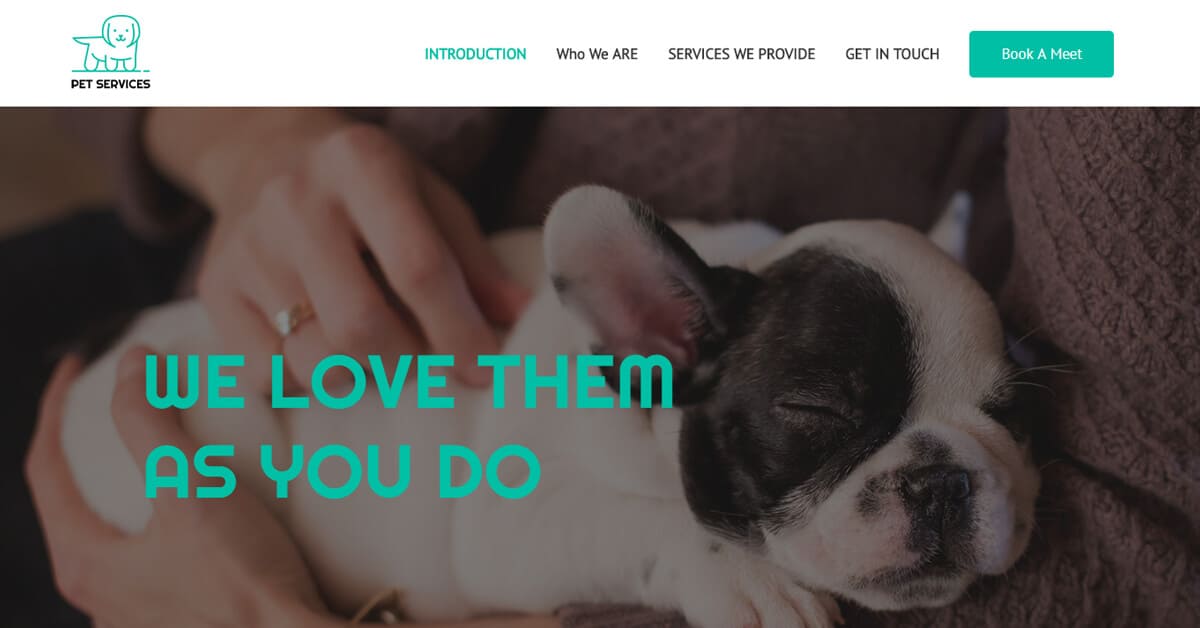 PET SERVICES
INTRODUCTION
Who We ARE
SERVICES WE PROVIDE
GET IN TOUCH
Book A Meet
WE LOVE THEM
AS YOU DO